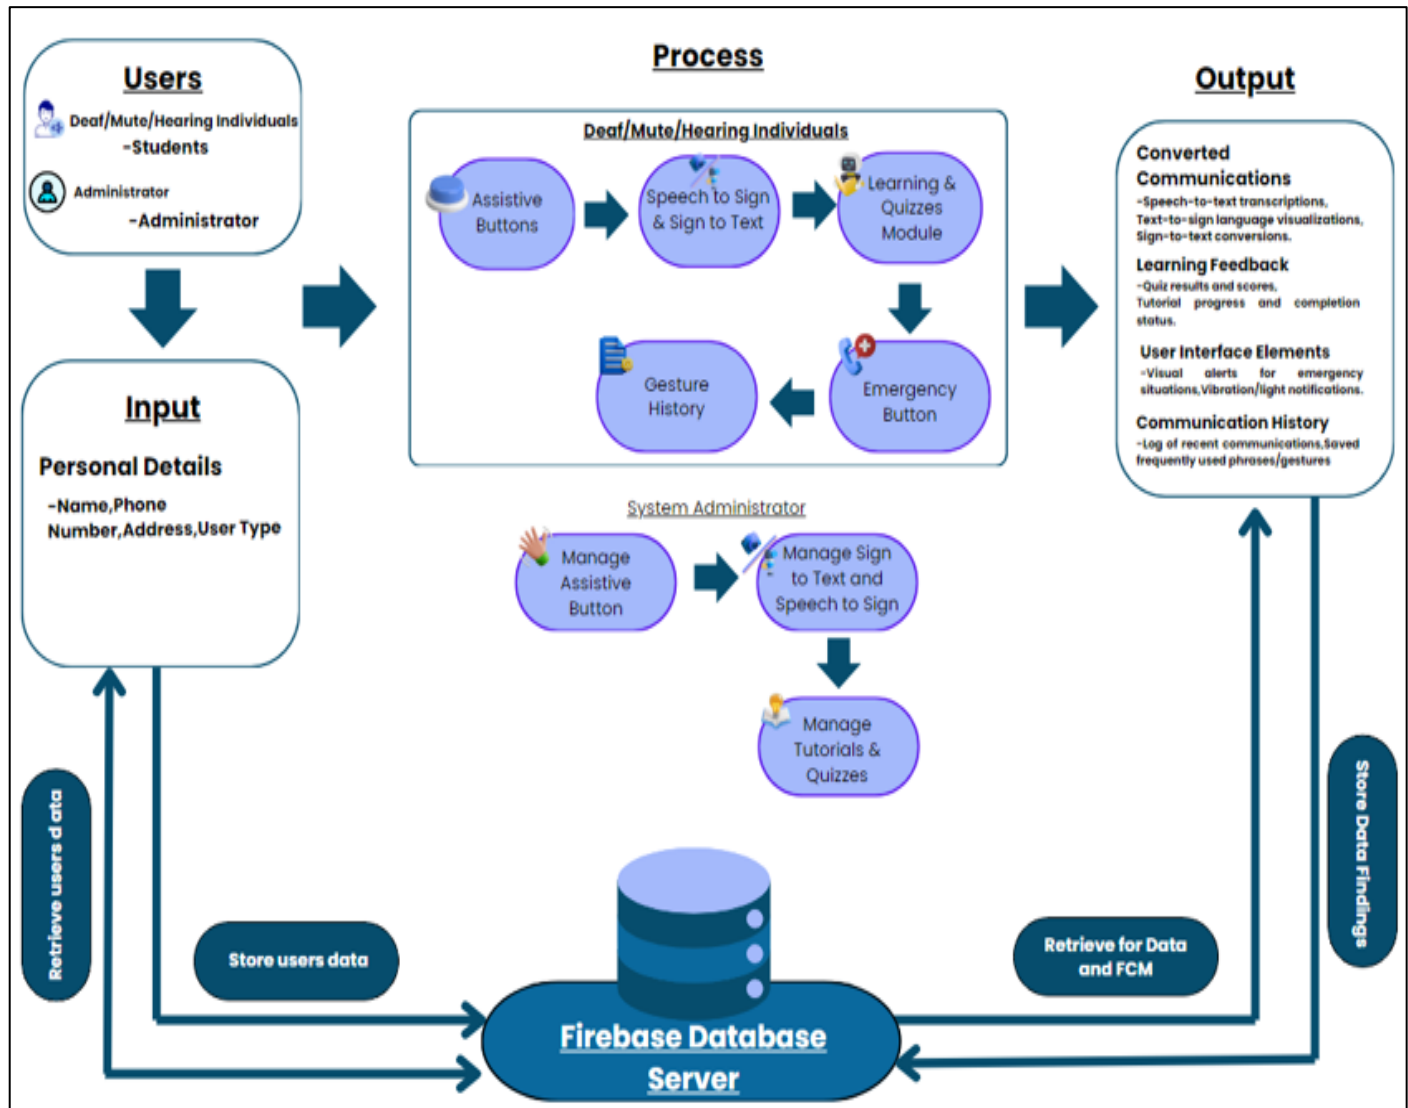 Users
Deaf/Mute/Hearing Individuals
-Students
Administrator
-Administrator
Input
Personal Details
-Name,Phone
Number,Address,User Type
Process
Deaf/Mute/Hearing Individuals
Assistive
Buttons
Speech to Sign
& Sign to Text
Learning &
Quizzes
Module
Emergency
Button
Gesture
History
System Administrator
Manage
Assistive
Button
Manage Sign
to Text and
Speech to Sign
Manage
Tutorials &
Quizzes
Output
Converted
Communications
-Speech-to-text transcriptions,
Text-to-sign language visualizations,
Sign-to-text conversions.
Learning Feedback
-Quiz results and scores,
Tutorial progress and completion
status.
User Interface Elements
-Visual alerts for emergency
situations,Vibration/light notifications.
Communication History
-Log of recent communications,Saved
frequently used phrases/gestures
Retrieve users data
Store users data
Firebase Database
Server
Retrieve for Data
and FCM
Store Data Findings